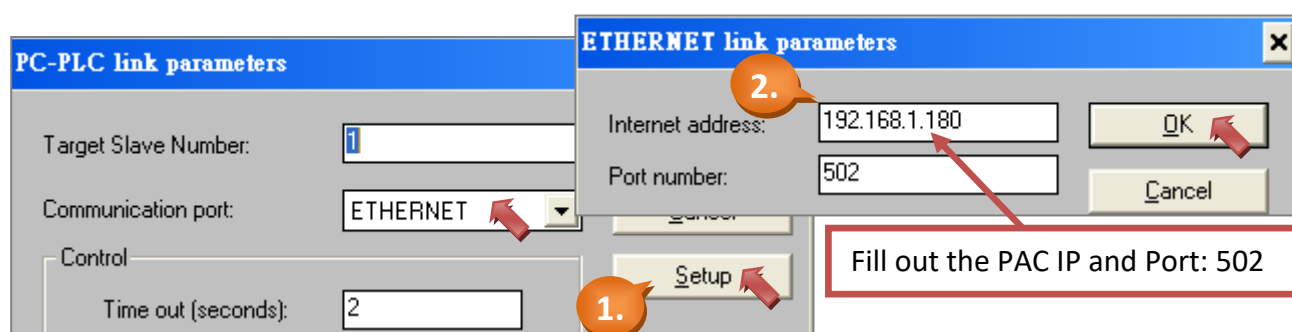 PC-PLC link parameters
Target Slave Number:
1
Communication port:
ETHERNET
Control
Time out (seconds):
2
Cancel
Setup
1.
ETHERNET link parameters
2.
Internet address:
192.168.1.180
OK
Port number:
502
Cancel
Fill out the PAC IP and Port: 502